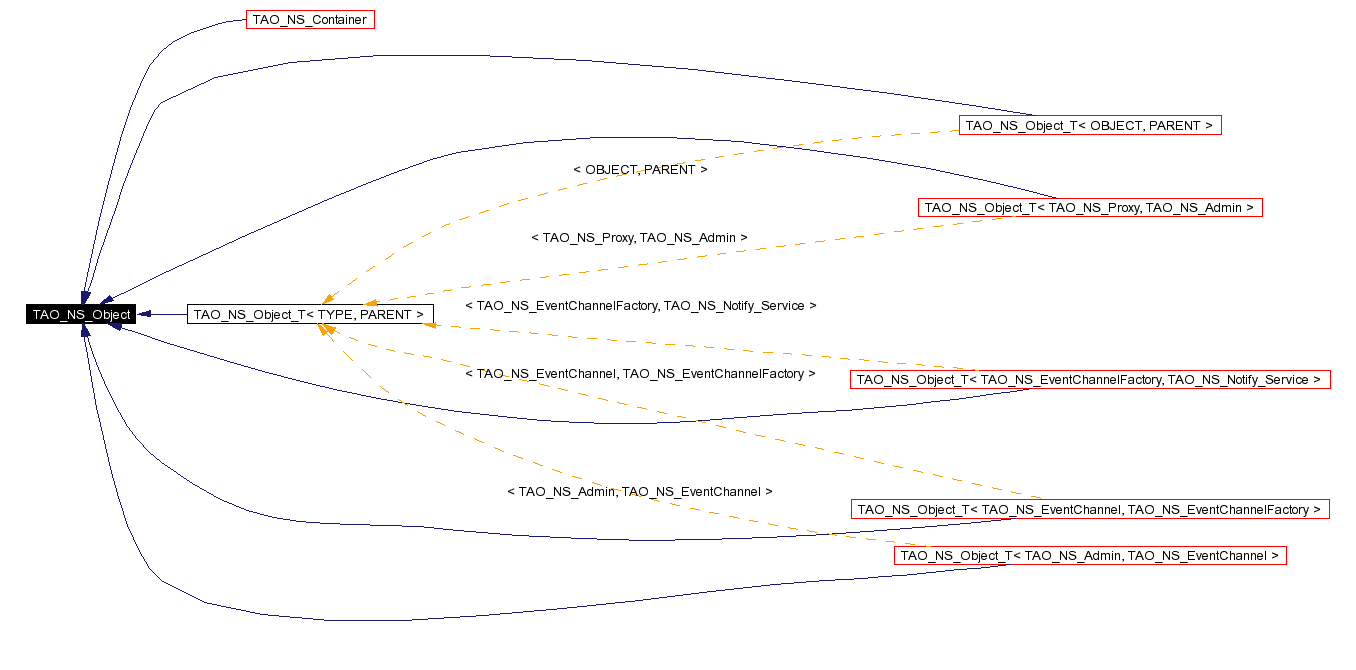 TAO_NS_Container
TAO_NS_Object_T< OBJECT, PARENT >
< OBJECT, PARENT >
TAO_NS_Object_T< TAO_NS_Proxy, TAO_NS_Admin >
< TAO_NS_Proxy, TAO_NS_Admin >
< TAO_NS_EventChannelFactory, TAO_NS_Notify_Service >
TAO_NS_Object
TAO_NS_Object_T< TYPE, PARENT >
< TAO_NS_EventChannel, TAO_NS_EventChannelFactory >
TAO_NS_Object_T< TAO_NS_EventChannelFactory, TAO_NS_Notify_Service >
< TAO_NS_Admin, TAO_NS_EventChannel >
TAO_NS_Object_T< TAO_NS_EventChannel, TAO_NS_EventChannelFactory >
TAO_NS_Object_T< TAO_NS_Admin, TAO_NS_EventChannel >